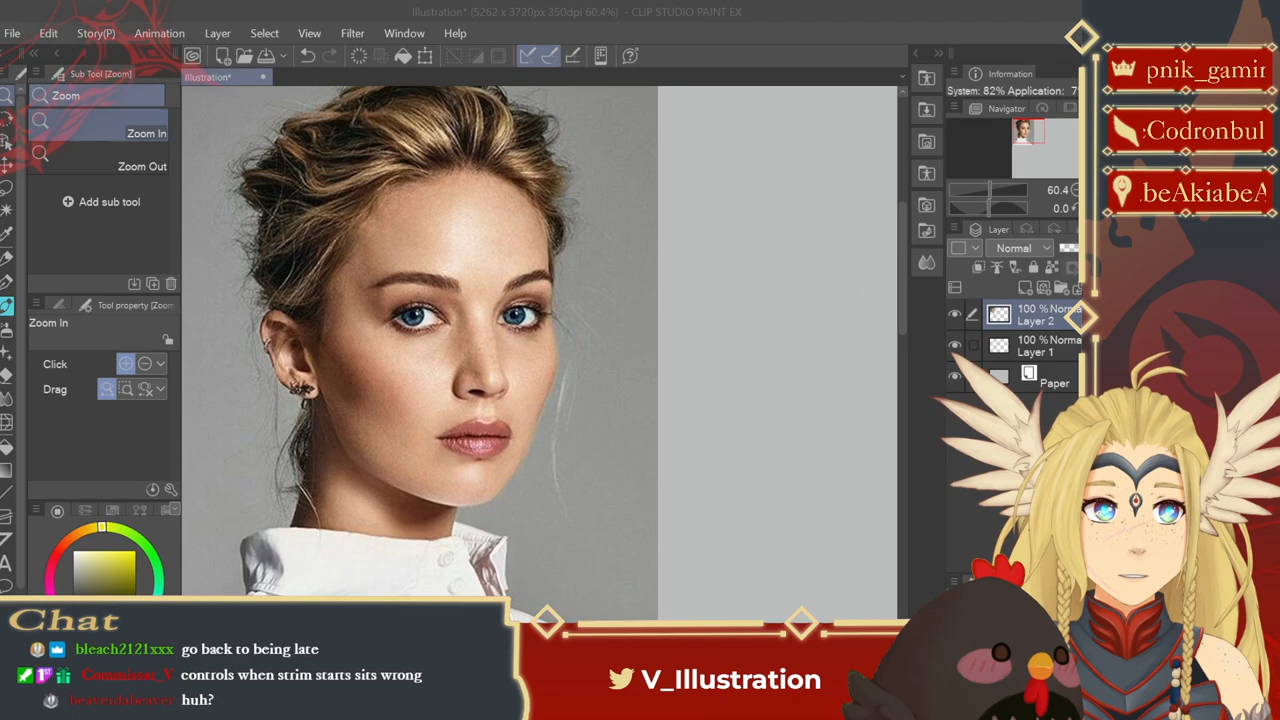 Illustration* (5262 x 3720px 350dpi 60.4%) - CLIP STUDIO PAINT EX
File Edit Story(P) Animation Layer Select View Filter Window Help
Sub Tool [Zoom]
Illustration*
Information
Zoom
System: 82% Application: 7
Zoom In
Navigator
Zoom Out
Add sub tool
60.4
0.0
Layer
Normal
Tool property [Zoom
Zoom In
100 % Norma
Layer 2
100 % Norma
Layer 1
Click
Drag
Paper
pnik_gamin
:Codronbul
.beAkiabeA
Chat
bleach2121xxx go back to being late
Commissar_V controls when strim starts sits wrong
beaverdabeaver huh?
V_Illustration